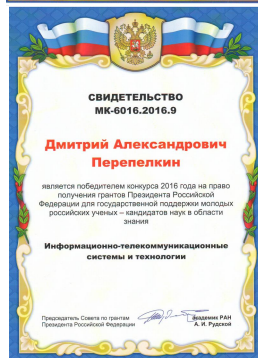 СВИДЕТЕЛЬСТВО
МК-6016.2016.9
Дмитрий Александрович
Перепелкин
является победителем конкурса 2016 года на право
получения грантов Президента Российской
Федерации для государственной поддержки молодых
российских ученых – кандидатов наук в области
знания
Информационно-телекоммуникационные
системы и технологии
Председатель Совета по грантам
Президента Российской Федерации
академик РАН
А. И. Рудской